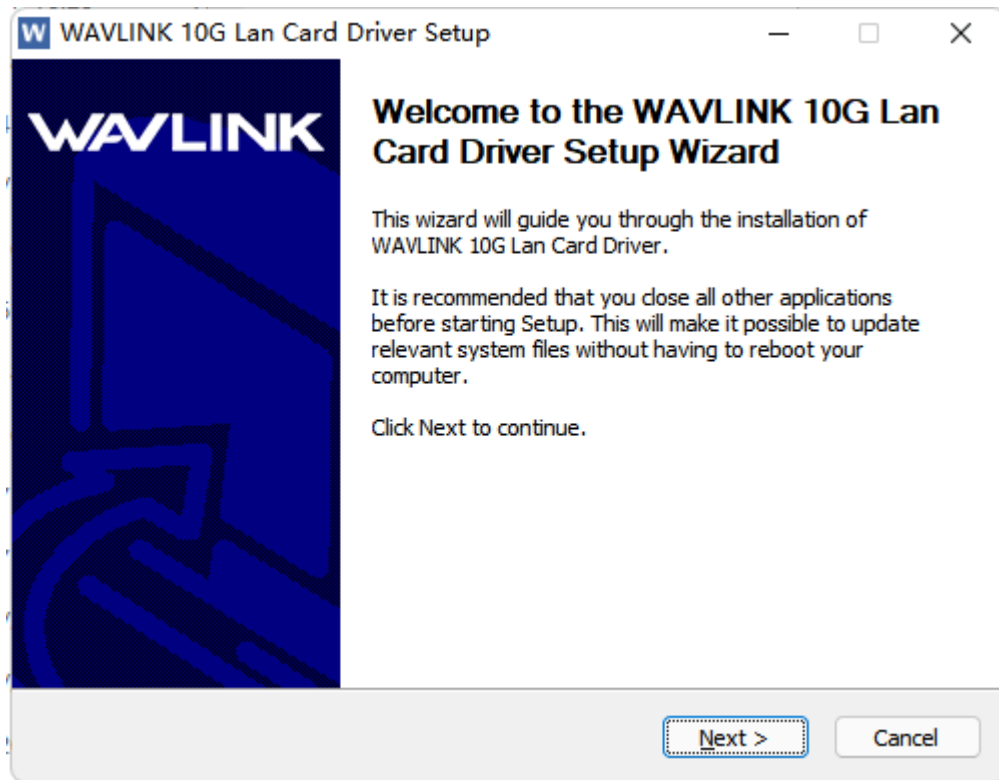 WAVLINK 10G Lan Card Driver Setup
WAVLINK
Welcome to the WAVLINK 10G Lan
Card Driver Setup Wizard
This wizard will guide you through the installation of
WAVLINK 10G Lan Card Driver.
It is recommended that you close all other applications
before starting Setup. This will make it possible to update
relevant system files without having to reboot your
computer.
Click Next to continue.
Next >
Cancel